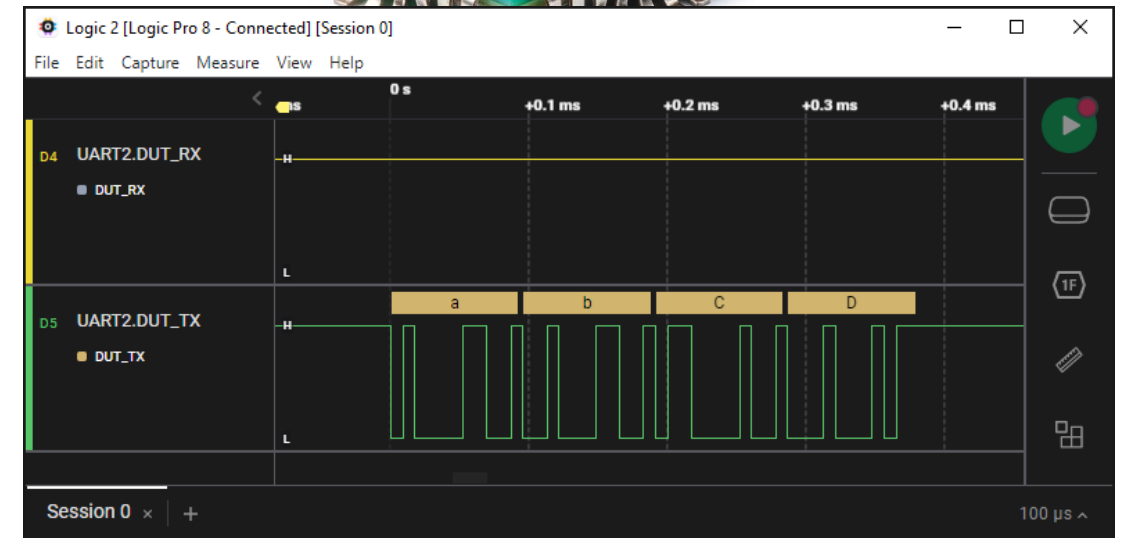 Logic 2 [Logic Pro 8 - Connected] [Session 0]
File Edit Capture Measure View Help
0 s
+0.1 ms +0.2 ms +0.3 ms +0.4 ms
D4 UART2.DUT_RX H
DUT_RX
L
1F
a b C D
D5 UART2.DUT_TX H
DUT_TX
L
Session 0 × +
100 µs